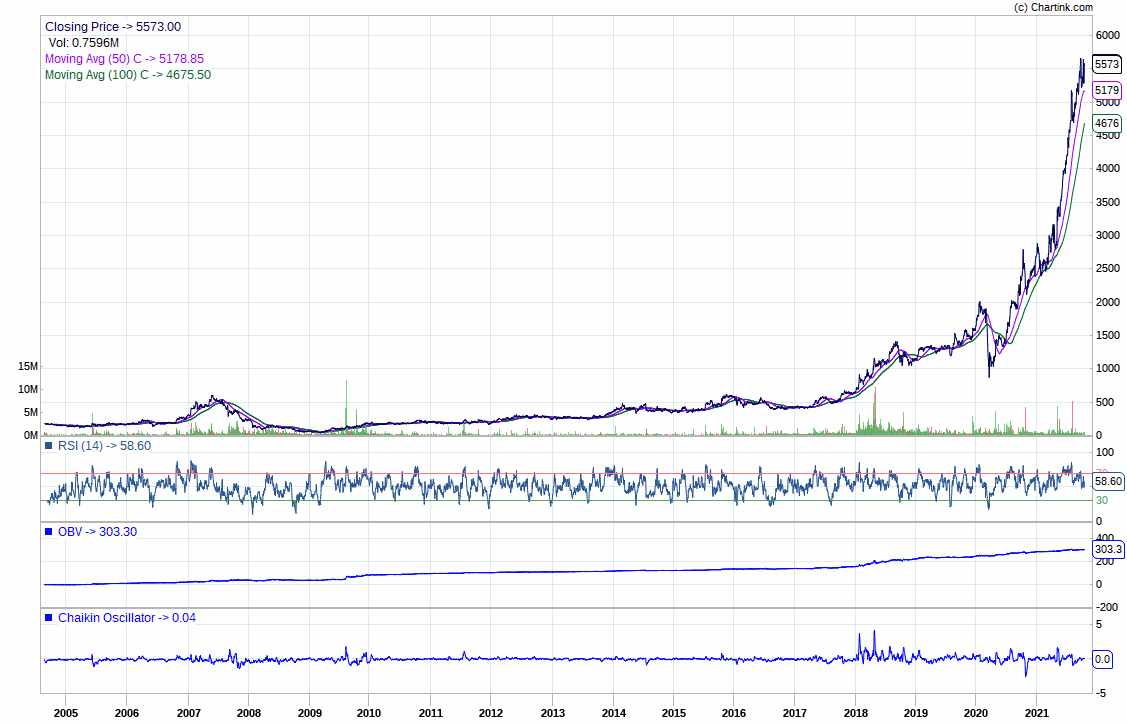 (c) Chartink.com
Closing Price -> 5573.00
Vol: 0.7596M
Moving Avg (50) C -> 5178.85
Moving Avg (100) C -> 4675.50
6000
5573
5179
5000
4676
4500
4000
3500
3000
2500
2000
1500
1000
500
0
15M
10M
5M
0M
RSI (14) -> 58.60
100
70
58.60
30
0
OBV -> 303.30
400
303.3
200
0
-200
Chaikin Oscillator -> 0.04
5
0.0
-5
2005 2006 2007 2008 2009 2010 2011 2012 2013 2014 2015 2016 2017 2018 2019 2020 2021